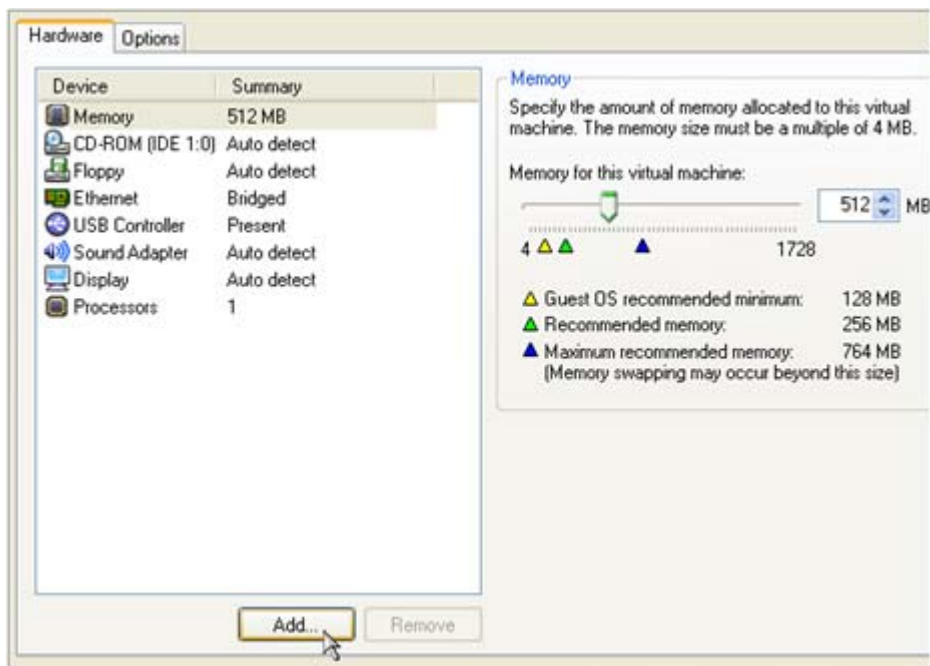 Hardware Options
Device Summary
Memory 512 MB
CD-ROM (IDE 1:0) Auto detect
Floppy Auto detect
Ethernet Bridged
USB Controller Present
Sound Adapter Auto detect
Display Auto detect
Processors 1
Add...
Remove
Memory
Specify the amount of memory allocated to this virtual
machine. The memory size must be a multiple of 4 MB.
Memory for this virtual machine:
512 MB
4 1728
Guest OS recommended minimum: 128 MB
Recommended memory: 256 MB
Maximum recommended memory: 764 MB
(Memory swapping may occur beyond this size)